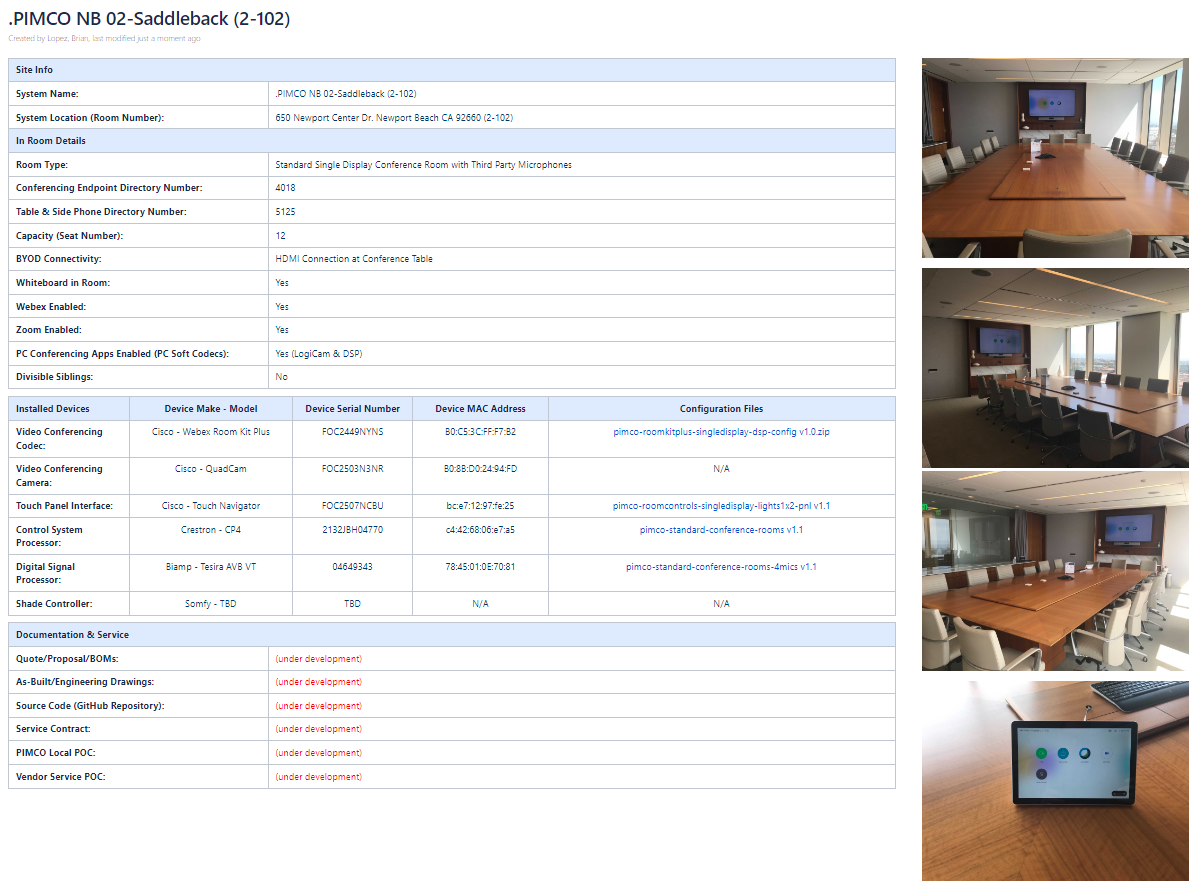 .PIMCO NB 02-Saddleback (2-102)
Created by Lopez, Brian, last modified just a moment ago
Site Info
System Name: .PIMCO NB 02-Saddleback (2-102)
System Location (Room Number): 650 Newport Center Dr. Newport Beach CA 92660 (2-102)
In Room Details
Room Type: Standard Single Display Conference Room with Third Party Microphones
Conferencing Endpoint Directory Number: 4018
Table & Side Phone Directory Number: 5125
Capacity (Seat Number): 12
BYOD Connectivity: HDMI Connection at Conference Table
Whiteboard in Room: Yes
Webex Enabled: Yes
Zoom Enabled: Yes
PC Conferencing Apps Enabled (PC Soft Codecs): Yes (LogiCam & DSP)
Divisible Siblings: No
Installed Devices Device Make - Model Device Serial Number Device MAC Address Configuration Files
Video Conferencing Codec: Cisco - Webex Room Kit Plus FOC2449NYNS B0:C5:3C:FF:F7:B2 pimco-roomkitplus-singledisplay-dsp-config v1.0.zip
Video Conferencing Camera: Cisco - QuadCam FOC2503N3NR B0:8B:D0:24:94:FD N/A
Touch Panel Interface: Cisco - Touch Navigator FOC2507NCBU bc:e7:12:97:fe:25 pimco-roomcontrols-singledisplay-lights1x2-pnl v1.1
Control System Processor: Crestron - CP4 2132JBH04770 c4:42:68:06:e7:a5 pimco-standard-conference-rooms v1.1
Digital Signal Processor: Biamp - Tesira AVB VT 04649343 78:45:01:0E:70:81 pimco-standard-conference-rooms-4mics v1.1
Shade Controller: Somfy - TBD TBD N/A N/A
Documentation & Service
Quote/Proposal/BOMs: (under development)
As-Built/Engineering Drawings: (under development)
Source Code (GitHub Repository): (under development)
Service Contract: (under development)
PIMCO Local POC: (under development)
Vendor Service POC: (under development)